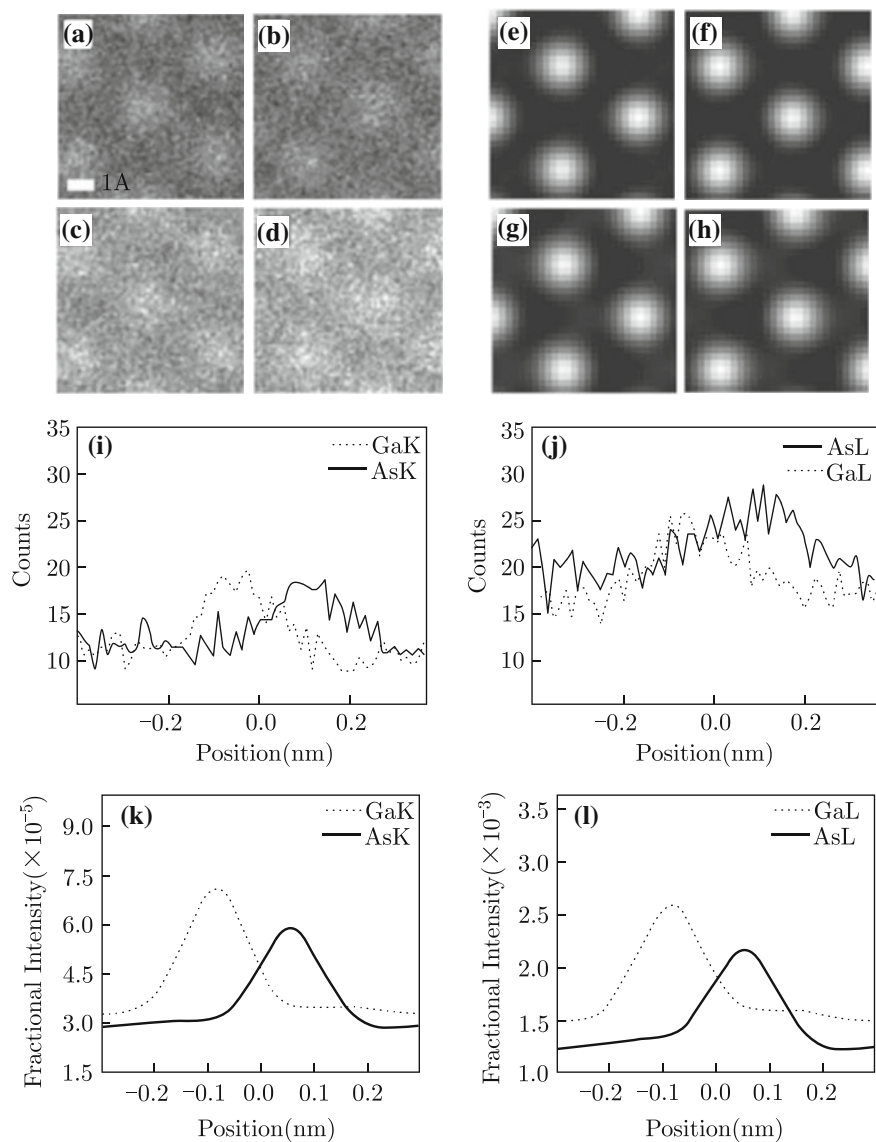 (a) (b) (e) (f)
1A
(c) (d) (g) (h)
35 (i) GaK
AsK
30
25
20
15
10
Counts
−0.2 0.0 0.2
Position(nm)
35 (j) AsL
GaL
30
25
20
15
10
Counts
−0.2 0.0 0.2
Position(nm)
(k) GaK
AsK
9.0
7.5
6.0
4.5
3.0
1.5
Fractional Intensity(×10−5)
−0.2 −0.1 0.0 0.1 0.2
Position(nm)
(l) GaL
AsL
3.5
3.0
2.5
2.0
1.5
1.0
Fractional Intensity(×10−3)
−0.2 −0.1 0.0 0.1 0.2
Position(nm)